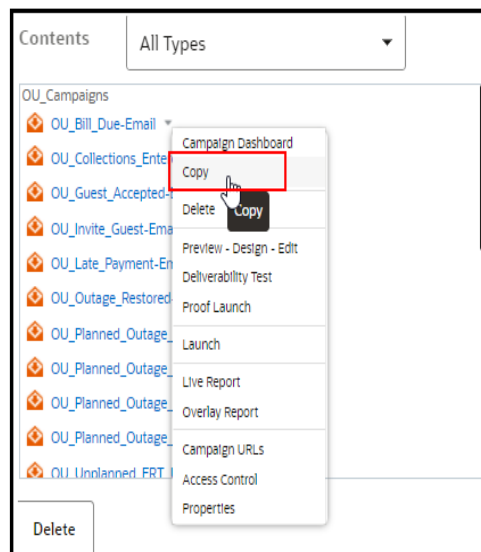 Contents
All Types
OU_Campaigns
OU_Bill_Due-Email
OU_Collections_Ente
OU_Guest_Accepted-
OU_Invite_Guest-Ema
OU_Late_Payment-Em
OU_Outage_Restored-
OU_Planned_Outage_
OU_Planned_Outage_
OU_Planned_Outage_
OU_Planned_Outage_
OU_Unplanned_ERT_
Campaign Dashboard
Copy
Delete
Copy
Preview - Design - Edit
Deliverability Test
Proof Launch
Launch
Live Report
Overlay Report
Campaign URLs
Access Control
Properties
Delete